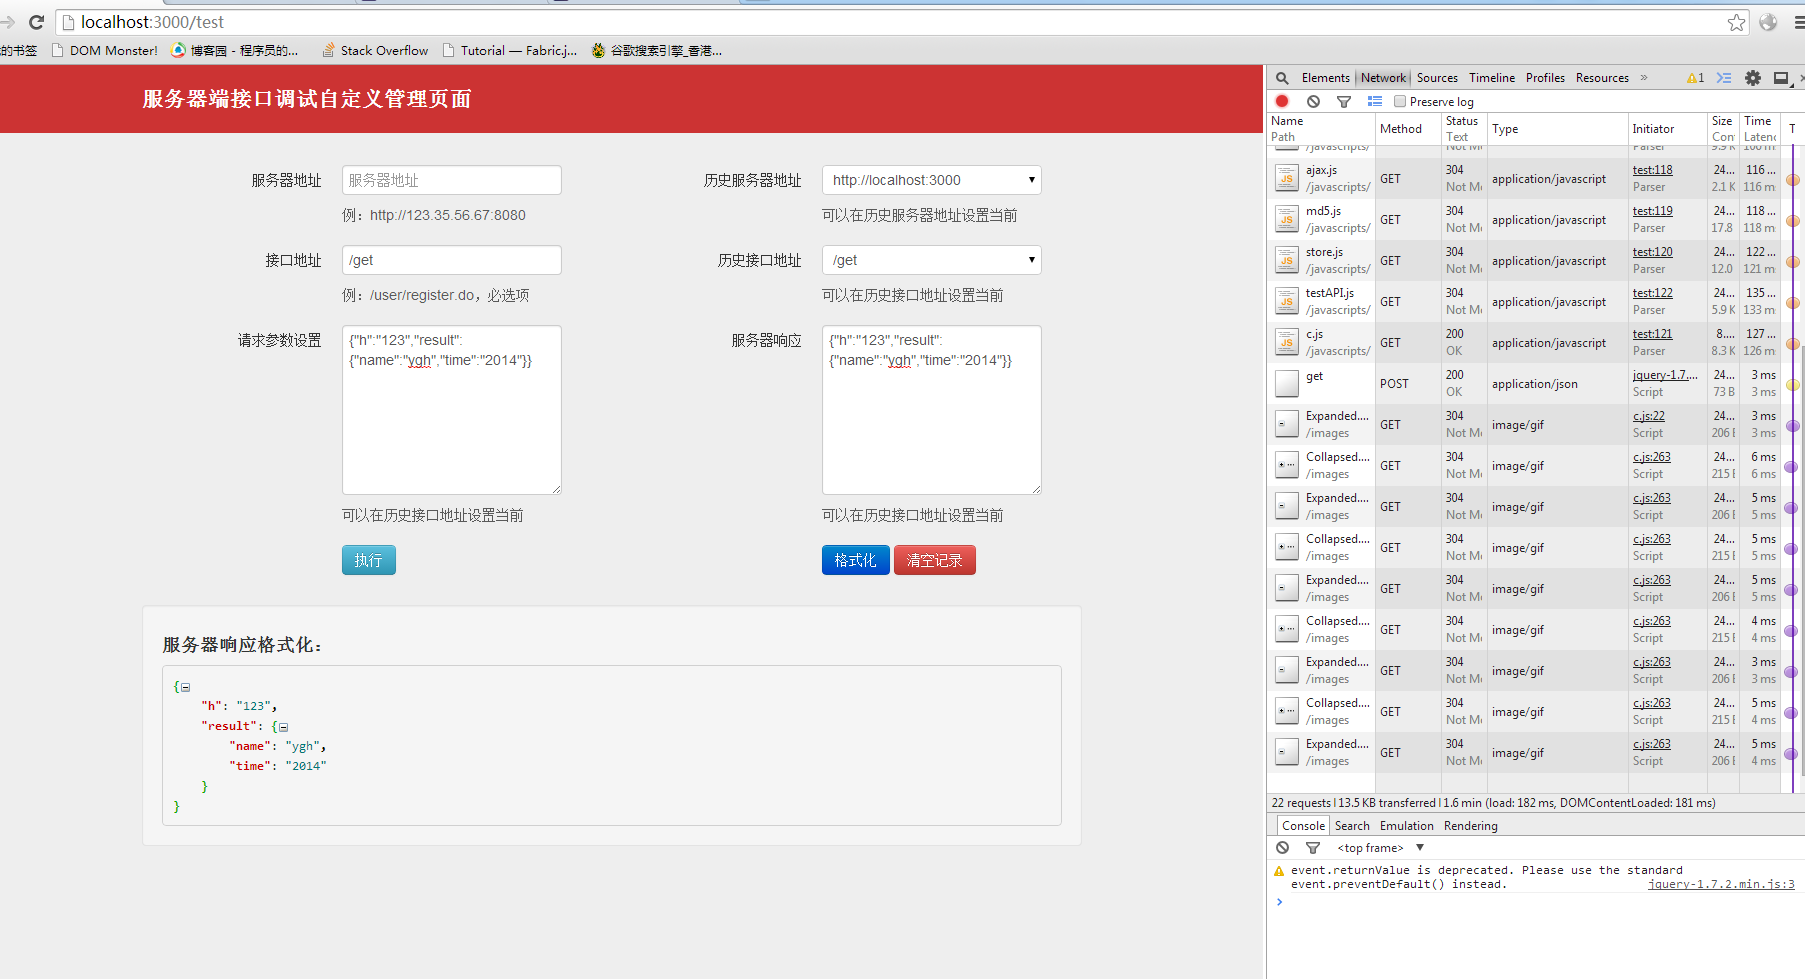 localhost:3000/test
的书签 DOM Monster! 博客园 - 程序员的... Stack Overflow Tutorial — Fabric.j... 谷歌搜索引擎_香港...
服务器端接口调试自定义管理页面
服务器地址 服务器地址 历史服务器地址 http://localhost:3000
例：http://123.35.56.67:8080 可以在历史服务器地址设置当前
接口地址 /get 历史接口地址 /get
例：/user/register.do，必选项 可以在历史接口地址设置当前
请求参数设置 {"h":"123","result": 服务器响应 {"h":"123","result":
{"name":"ygh","time":"2014"}} {"name":"ygh","time":"2014"}}
可以在历史接口地址设置当前 可以在历史接口地址设置当前
执行 格式化 清空记录
服务器响应格式化：
{
"h": "123",
"result": {
"name": "ygh",
"time": "2014"
}
}
Elements Network Sources Timeline Profiles Resources » 1
Preserve log
Name Method Status Type Initiator Size Time T
Path Text Con Latenc
/javascripts/ Not M Parser 9.9 K 106 m
ajax.js GET 304 application/javascript test:118 24... 116 ...
/javascripts/ Not M Parser 2.1 K 116 m
md5.js GET 304 application/javascript test:119 24... 118 ...
/javascripts/ Not M Parser 17.8 118 m
store.js GET 304 application/javascript test:120 24... 122 ...
/javascripts/ Not M Parser 12.0 121 m
testAPI.js GET 304 application/javascript test:122 24... 135 ...
/javascripts/ Not M Parser 5.9 K 133 m
c.js GET 200 application/javascript test:121 8.... 127 ...
/javascripts/ OK Parser 8.3 K 126 m
get POST 200 application/json jquery-1.7.... 24... 3 ms
OK Script 73 B 3 ms
Expanded.... GET 304 image/gif c.js:22 24... 3 ms
/images Not M Script 206 3 ms
Collapsed.... GET 304 image/gif c.js:263 24... 6 ms
/images Not M Script 215 6 ms
Expanded.... GET 304 image/gif c.js:263 24... 5 ms
/images Not M Script 206 5 ms
Collapsed.... GET 304 image/gif c.js:263 24... 5 ms
/images Not M Script 215 5 ms
Expanded.... GET 304 image/gif c.js:263 24... 5 ms
/images Not M Script 206 5 ms
Collapsed.... GET 304 image/gif c.js:263 24... 4 ms
/images Not M Script 215 4 ms
Expanded.... GET 304 image/gif c.js:263 24... 3 ms
/images Not M Script 206 3 ms
Collapsed.... GET 304 image/gif c.js:263 24... 5 ms
/images Not M Script 215 4 ms
Expanded.... GET 304 image/gif c.js:263 24... 5 ms
/images Not M Script 206 4 ms
22 requests | 13.5 KB transferred | 1.6 min (load: 182 ms, DOMContentLoaded: 181 ms)
Console Search Emulation Rendering
<top frame> ▼
event.returnValue is deprecated. Please use the standard
event.preventDefault() instead. jquery-1.7.2.min.js:3
>